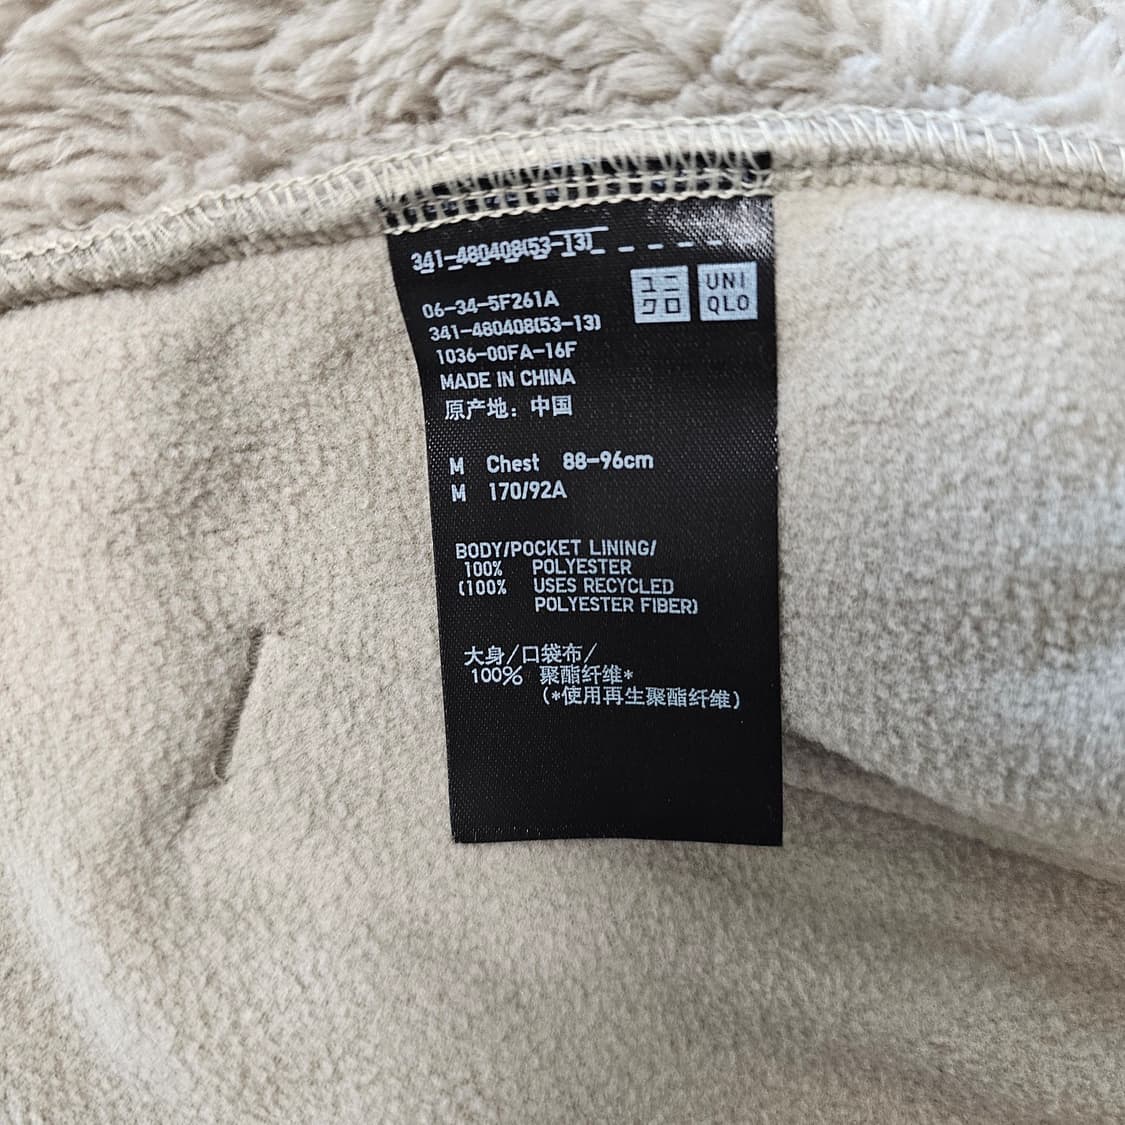 341-480408(53-13)
ユニ
クロ
UNI
QLO
06-34-5F261A
341-480408(53-13)
1036-00FA-16F
MADE IN CHINA
原产地：中国
M Chest 88-96cm
M 170/92A
BODY/POCKET LINING/
100% POLYESTER
(100% USES RECYCLED
POLYESTER FIBER)
大身/口袋布/
100% 聚酯纤维*
(*使用再生聚酯纤维)